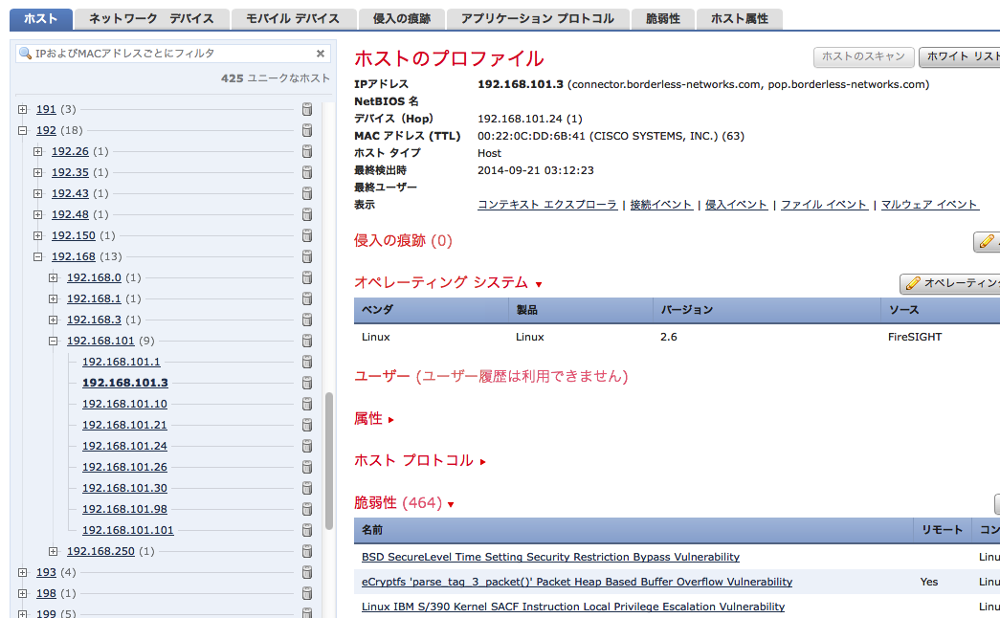 ホスト ネットワーク デバイス モバイル デバイス 侵入の痕跡 アプリケーション プロトコル 脆弱性 ホスト属性
IPおよびMACアドレスごとにフィルタ
425 ユニークなホスト
191 (3)
192 (18)
192.26 (1)
192.35 (1)
192.43 (1)
192.48 (1)
192.150 (1)
192.168 (13)
192.168.0 (1)
192.168.1 (1)
192.168.3 (1)
192.168.101 (9)
192.168.101.1
192.168.101.3
192.168.101.10
192.168.101.21
192.168.101.24
192.168.101.26
192.168.101.30
192.168.101.98
192.168.101.101
192.168.250 (1)
193 (4)
198 (1)
199 (5)
ホストのプロファイル
ホストのスキャン
ホワイト リスト
IPアドレス 192.168.101.3 (connector.borderless-networks.com, pop.borderless-networks.com)
NetBIOS 名
デバイス (Hop) 192.168.101.24 (1)
MAC アドレス (TTL) 00:22:0C:DD:6B:41 (CISCO SYSTEMS, INC.) (63)
ホスト タイプ Host
最終検出時 2014-09-21 03:12:23
最終ユーザー
表示 コンテキスト エクスプローラ | 接続イベント | 侵入イベント | ファイル イベント | マルウェア イベント
侵入の痕跡 (0)
オペレーティング システム
オペレーティン
ベンダ 製品 バージョン ソース
Linux Linux 2.6 FireSIGHT
ユーザー (ユーザー履歴は利用できません)
属性
ホスト プロトコル
脆弱性 (464)
名前 リモート コン
BSD SecureLevel Time Setting Security Restriction Bypass Vulnerability Linu
eCryptfs 'parse_tag_3_packet()' Packet Heap Based Buffer Overflow Vulnerability Yes Linu
Linux IBM S/390 Kernel SACF Instruction Local Privilege Escalation Vulnerability Linu